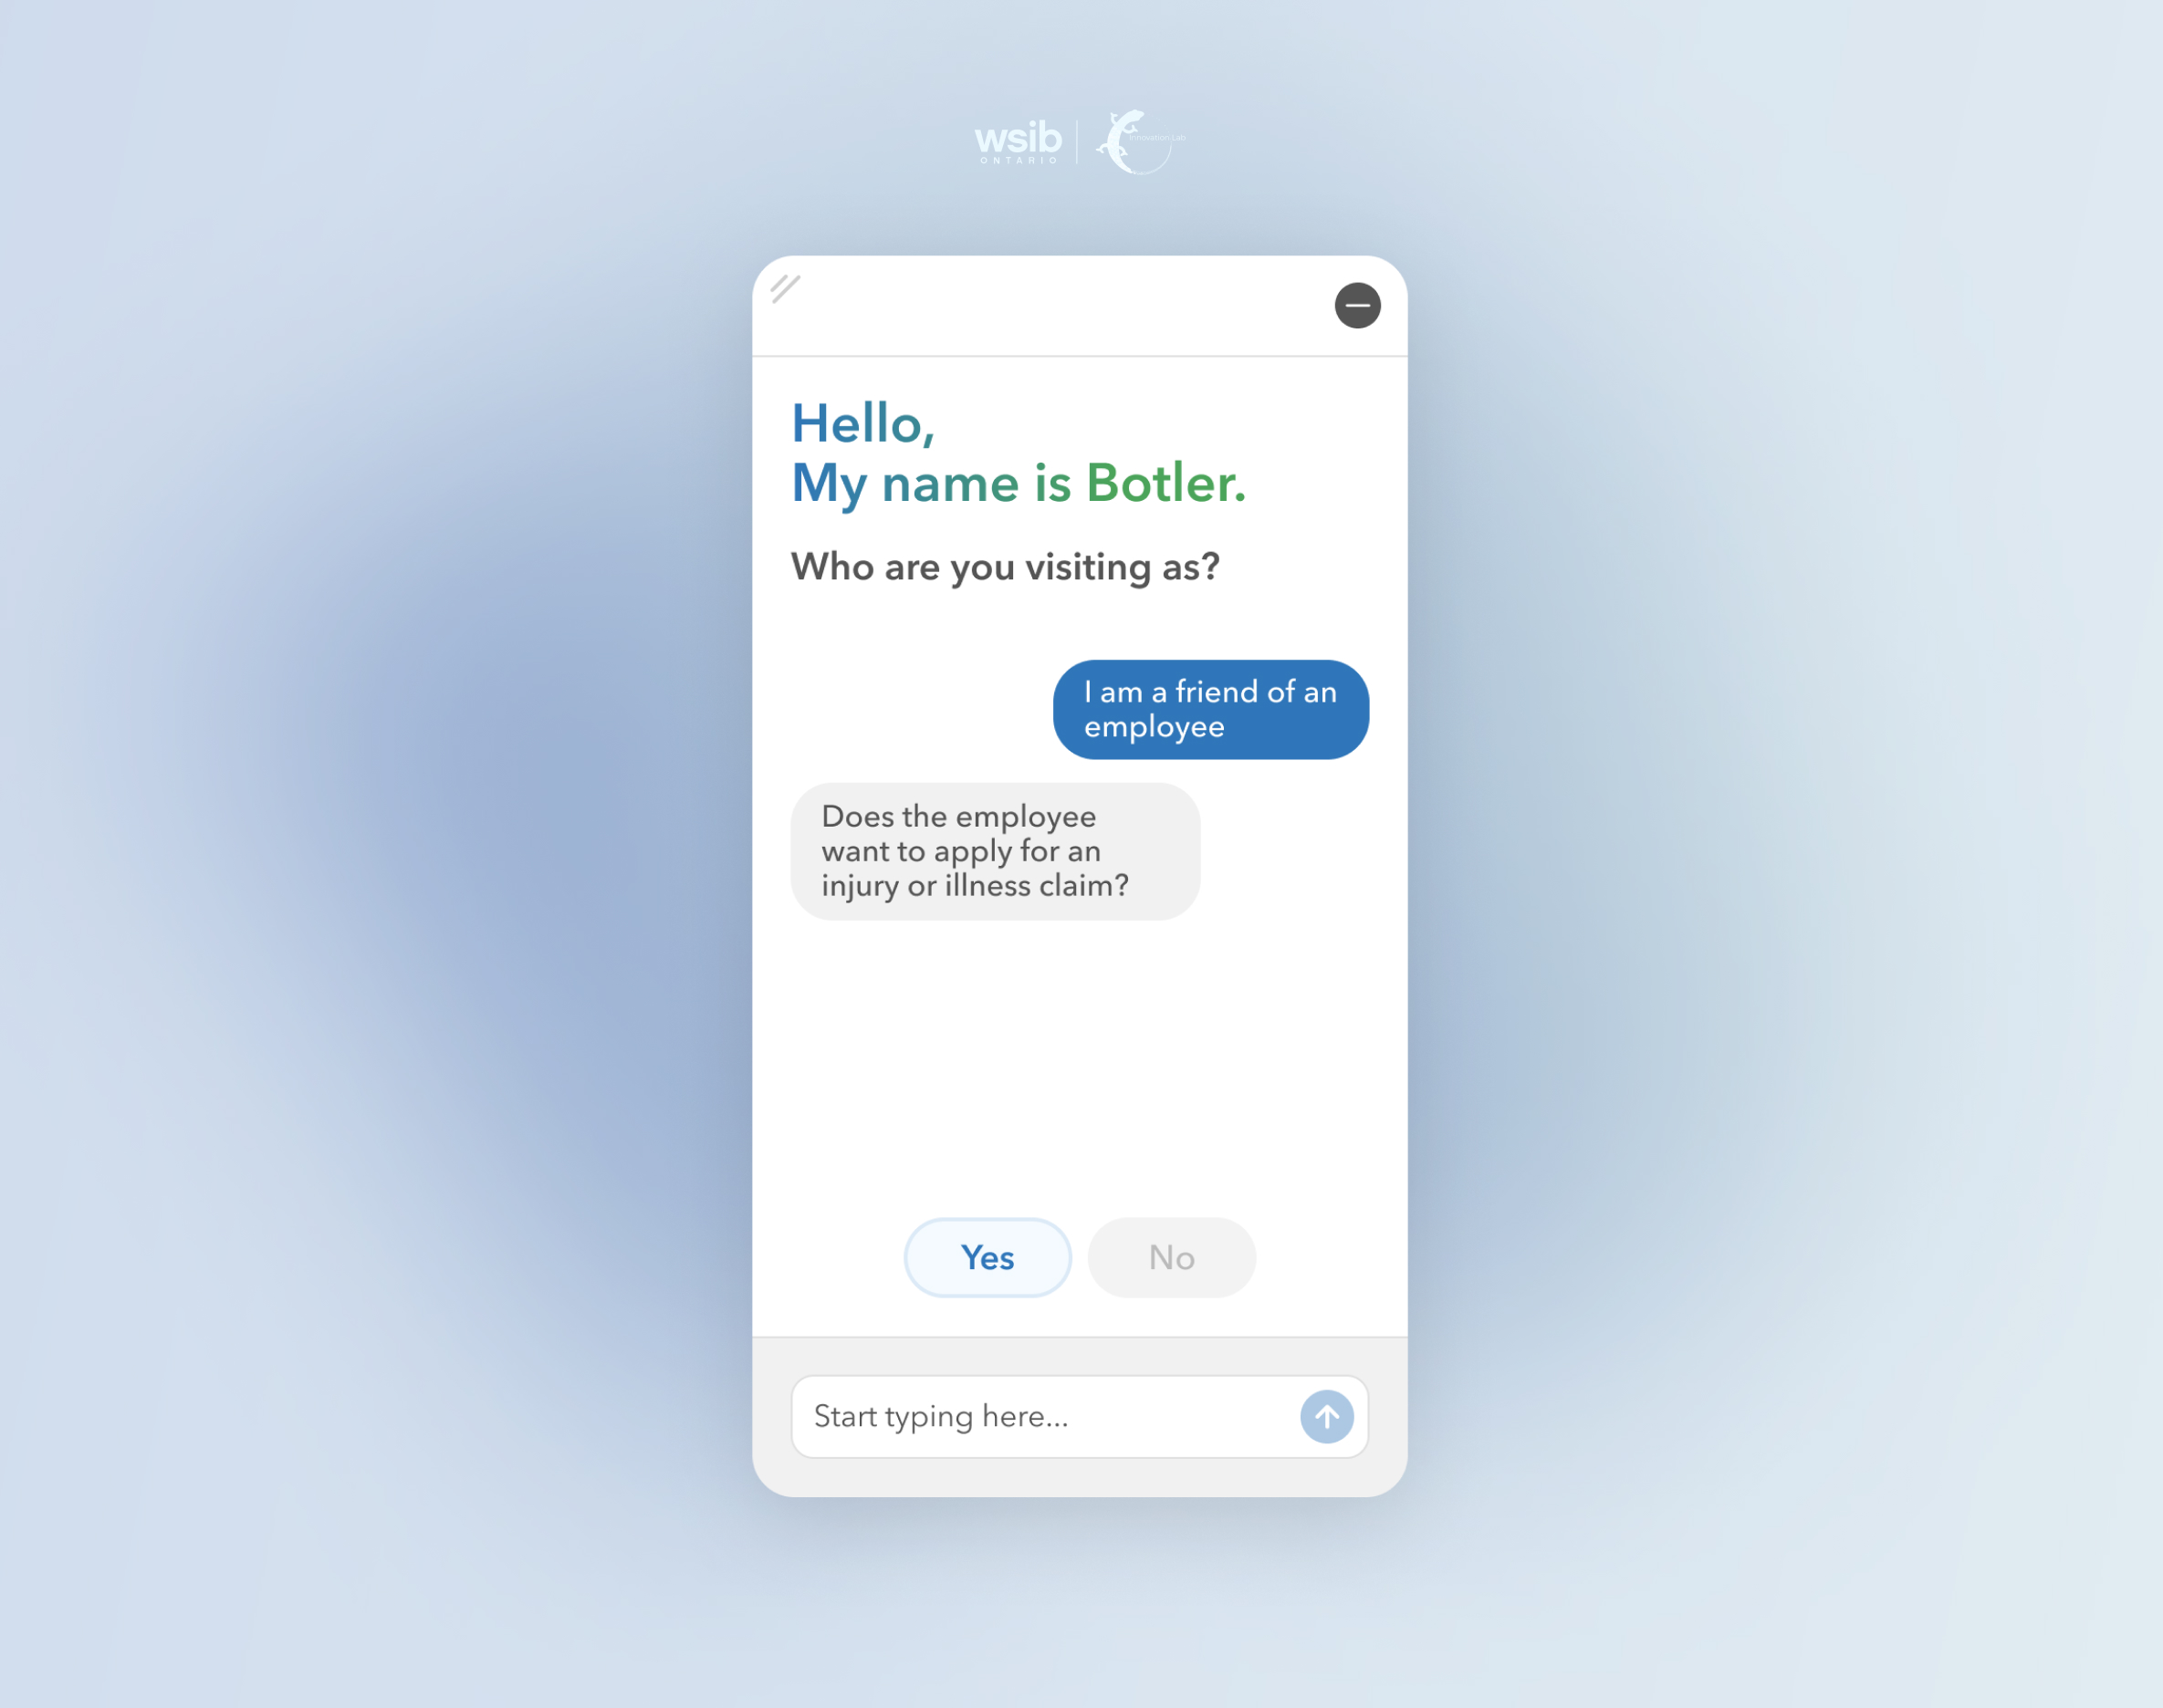 wsib
ONTARIO
Innovation Lab
Hello,
My name is Botler.
Who are you visiting as?
I am a friend of an
employee
Does the employee
want to apply for an
injury or illness claim?
Yes
No
Start typing here...